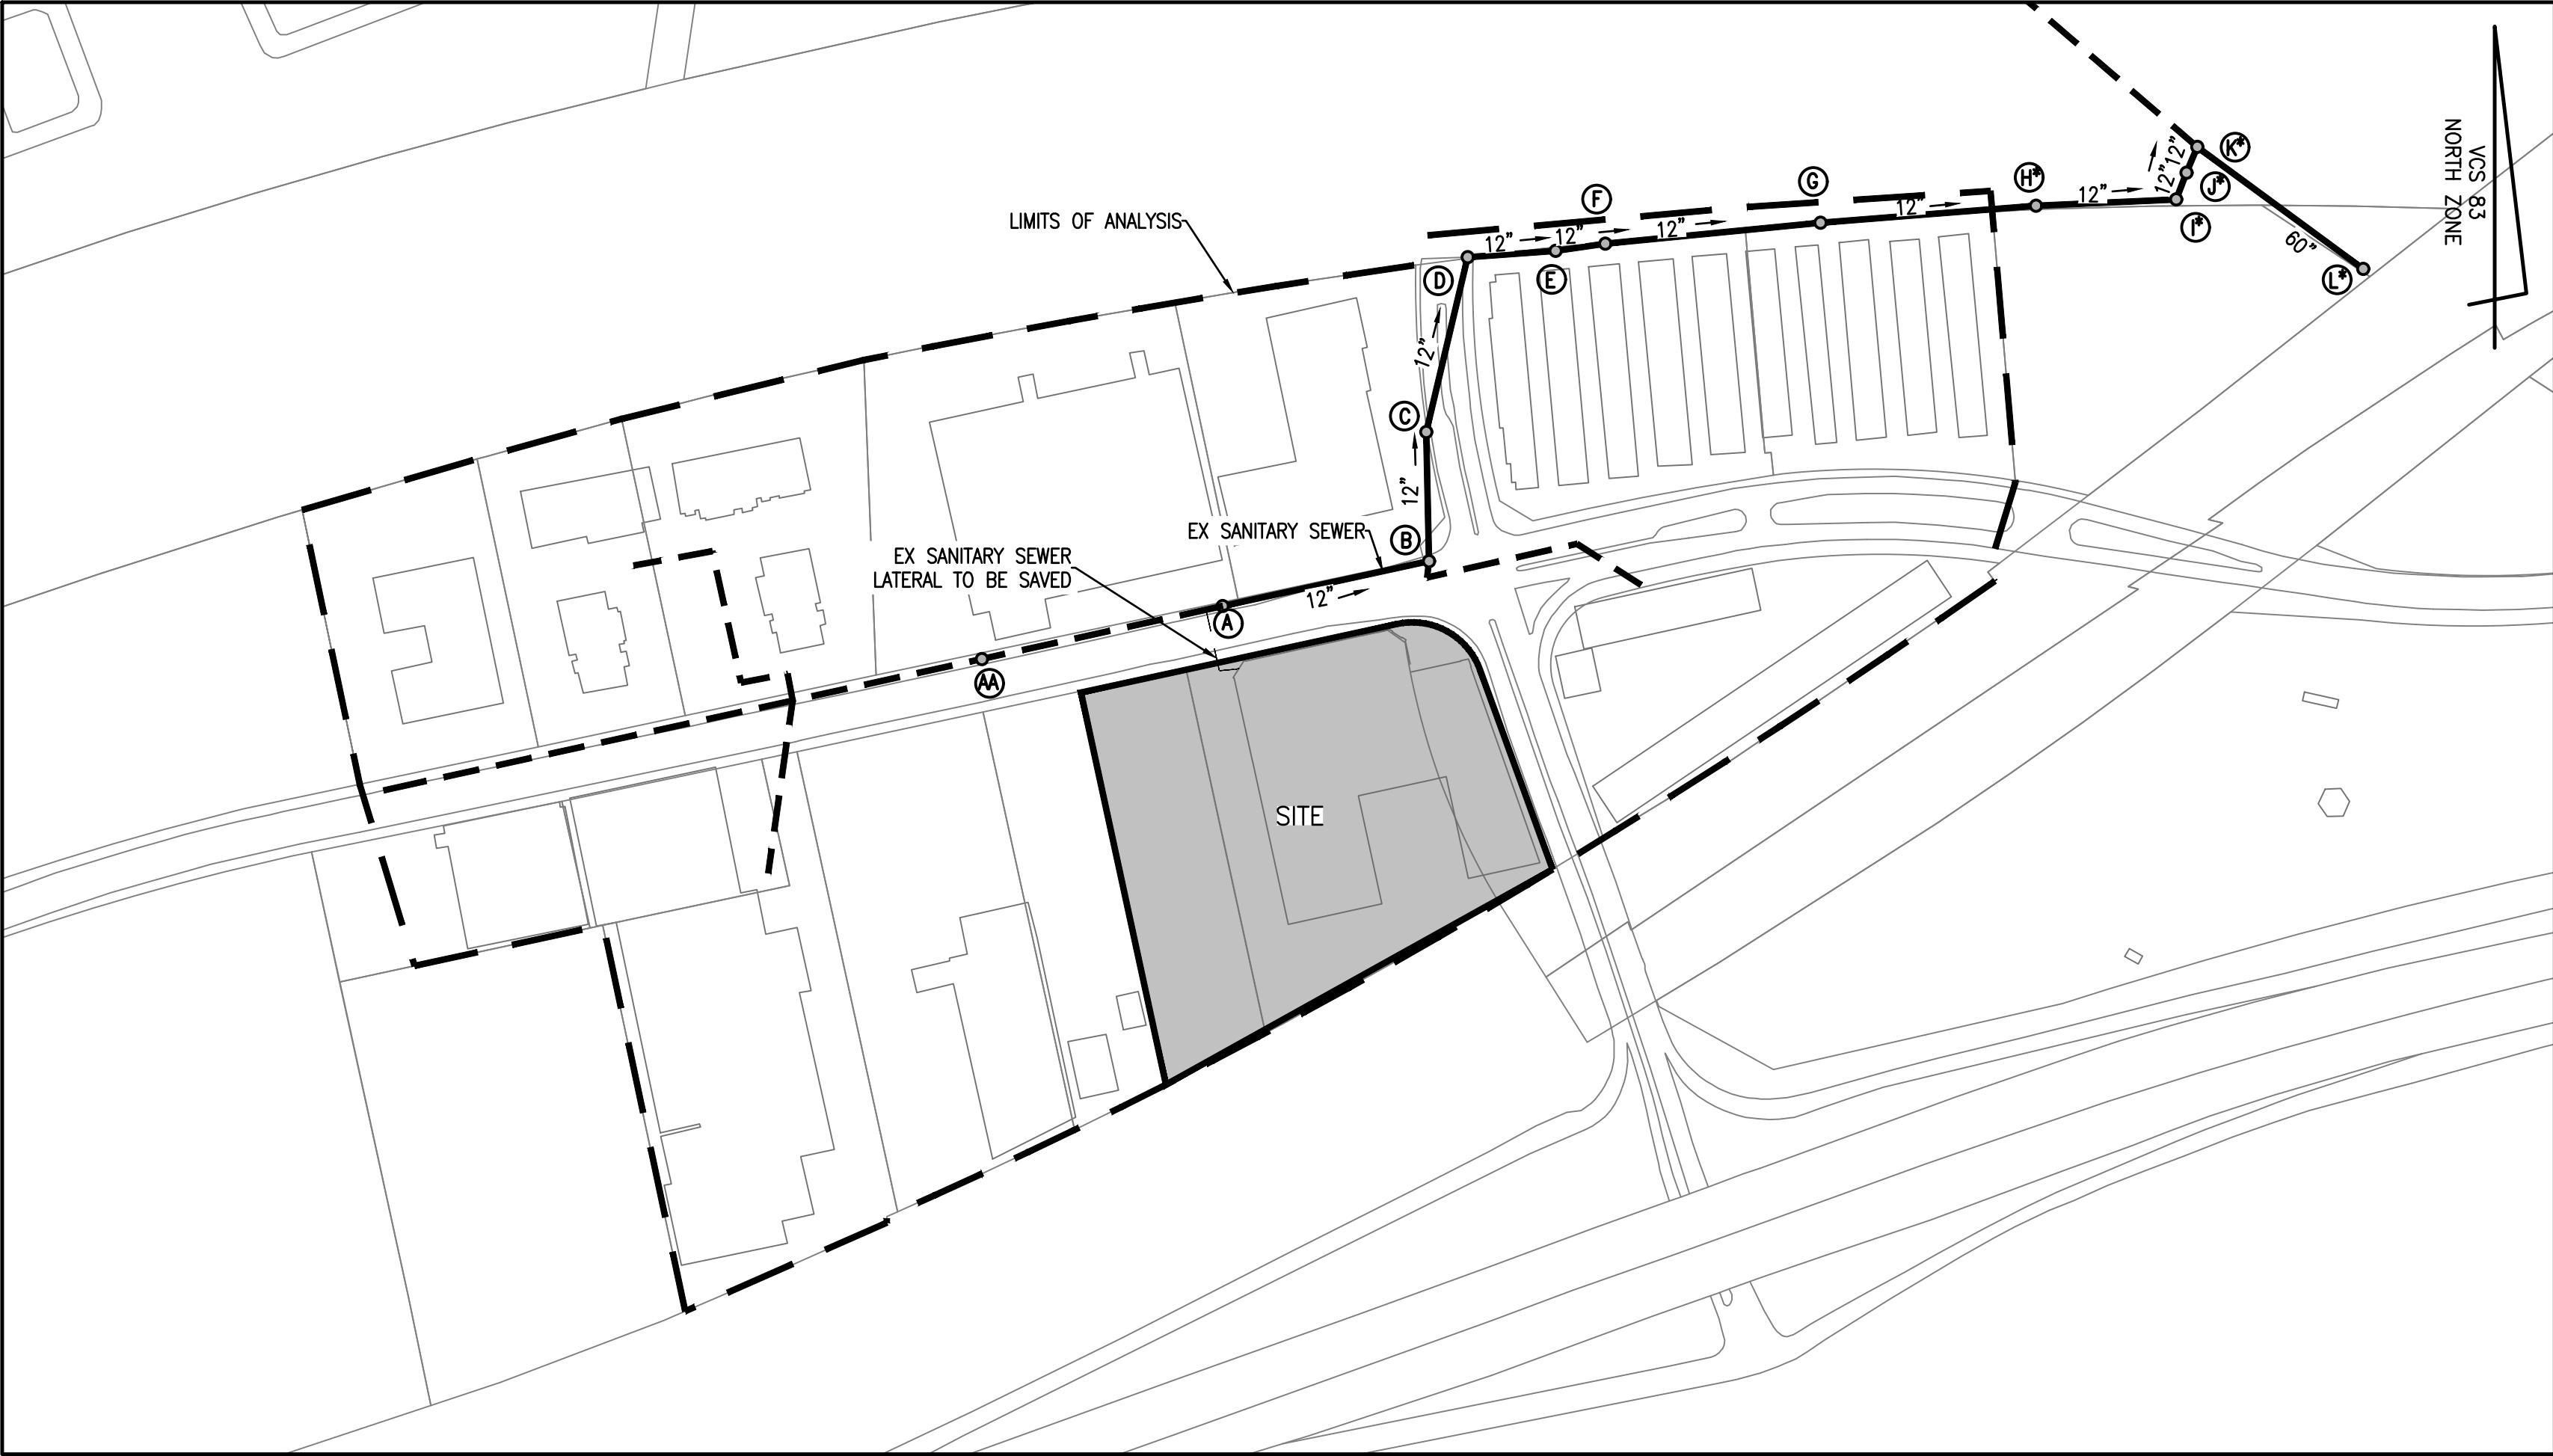 VCS 83
NORTH ZONE
LIMITS OF ANALYSIS
K*
12"
J*
12"
H*
12"
I*
60"
L*
G
12"
F
12"
12"
12"
D
E
12"
C
12"
EX SANITARY SEWER
B
EX SANITARY SEWER
LATERAL TO BE SAVED
12"
A
AA
SITE